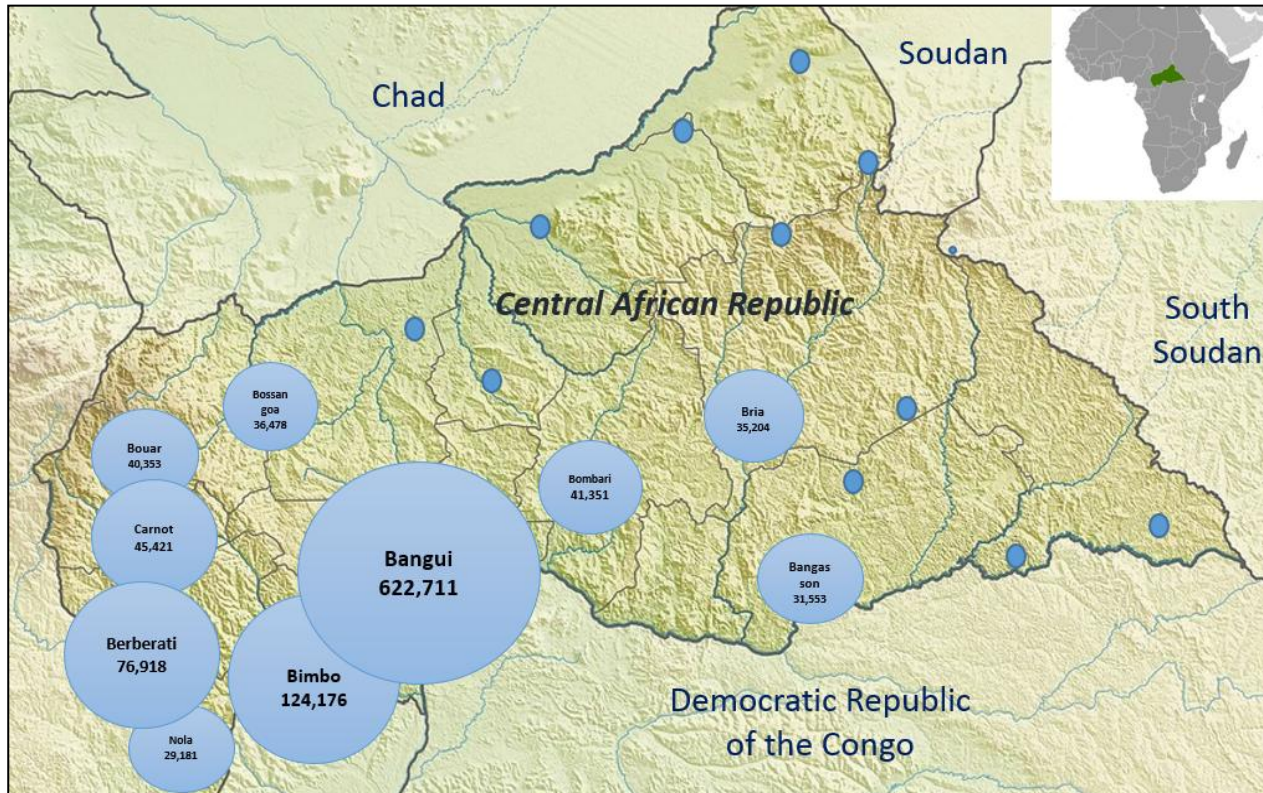 Soudan
Chad
Central African Republic
South
Soudan
Bossan
goa
36,478
Bria
35,204
Bouar
40,353
Bombari
41,351
Carnot
45,421
Bangui
622,711
Bangas
son
31,553
Berberati
76,918
Bimbo
124,176
Democratic Republic
of the Congo
Nola
29,181